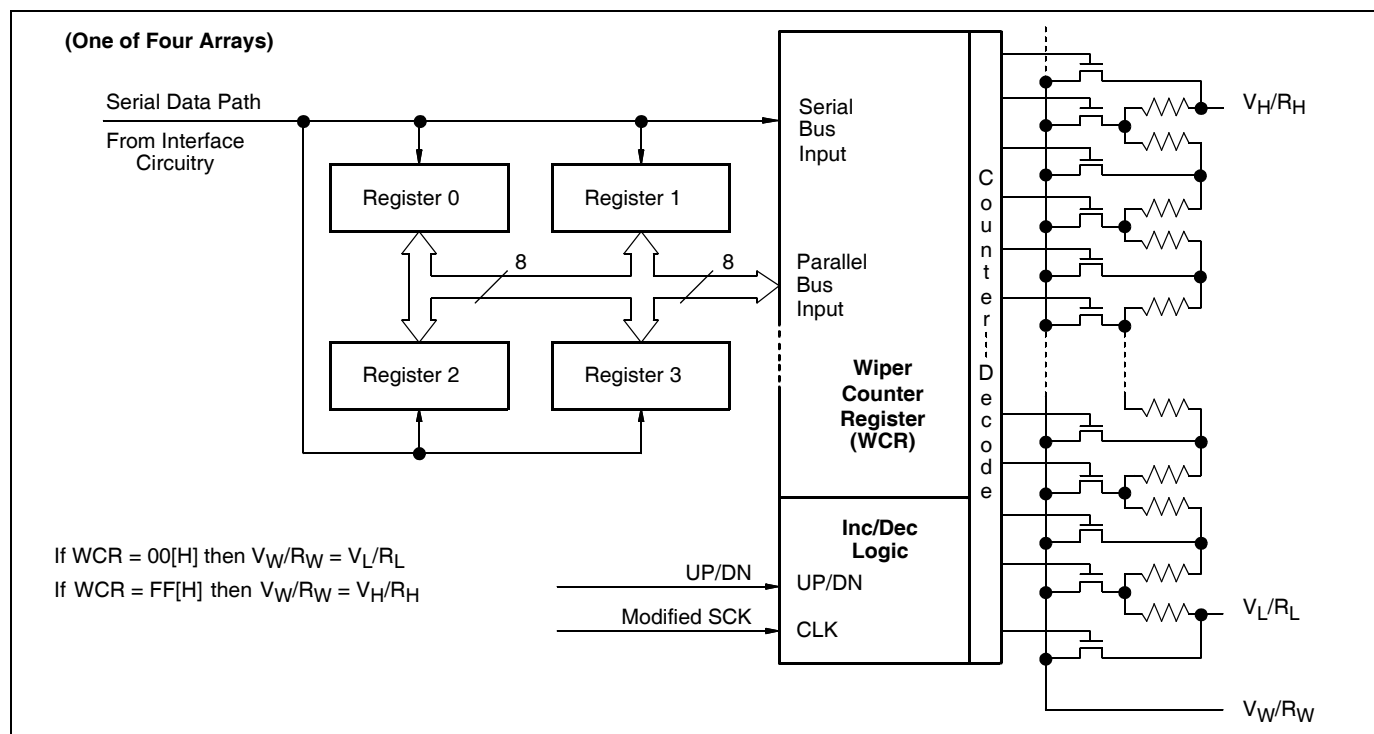 (One of Four Arrays)
Serial Data Path
From Interface
Circuitry
Register 0
Register 1
8
8
Register 2
Register 3
Serial
Bus
Input
Parallel
Bus
Input
Wiper
Counter
Register
(WCR)
Inc/Dec
Logic
UP/DN
UP/DN
Modified SCK
CLK
If WCR = 00[H] then VW/RW = VL/RL
If WCR = FF[H] then VW/RW = VH/RH
Counter Decode
VH/RH
VL/RL
VW/RW